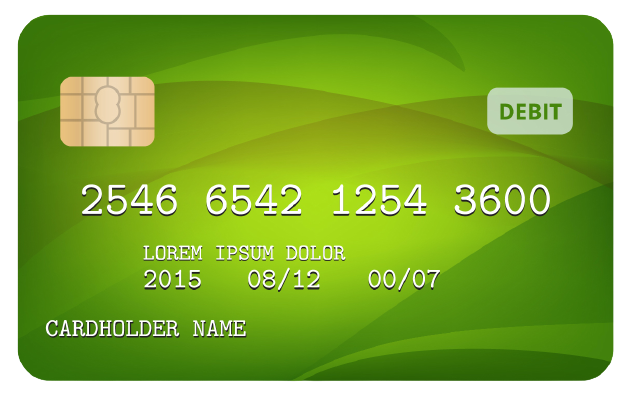 DEBIT
2546 6542 1254 3600
LOREM IPSUM DOLOR
2015 08/12 00/07
CARDHOLDER NAME